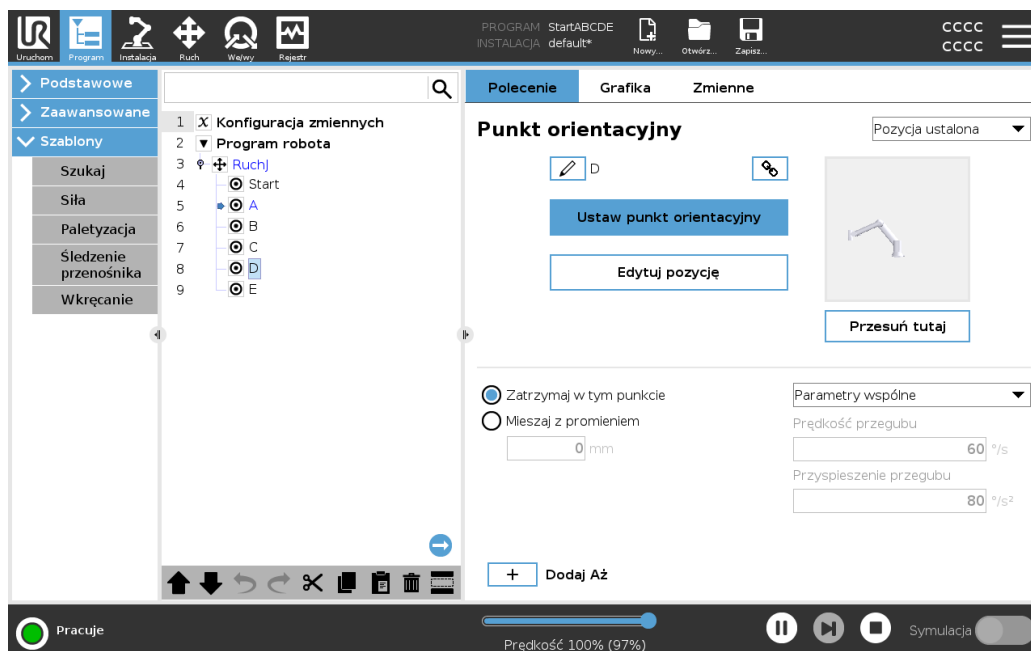 UR
PROGRAM StartABCDE
INSTALACJA default*
CCCC
CCCC
Uruchom Program Instalacja Ruch We/wy Rejestr
Nowy... Otwórz... Zapisz...
Podstawowe
Zaawansowane
Szablony
Szukaj
Siła
Paletyzacja
Śledzenie
przenośnika
Wkręcanie
1 X Konfiguracja zmiennych
2 Program robota
3 RuchJ
4 Start
5 A
6 B
7 C
8 D
9 E
Polecenie Grafika Zmienne
Punkt orientacyjny
Pozycja ustalona
D
Ustaw punkt orientacyjny
Edytuj pozycję
Przesuń tutaj
Zatrzymaj w tym punkcie
Mieszaj z promieniem
0 mm
Parametry wspólne
Prędkość przegubu
60 °/s
Przyspieszenie przegubu
80 °/s²
+ Dodaj Aż
Pracuje
Prędkość 100% (97%)
Symulacja